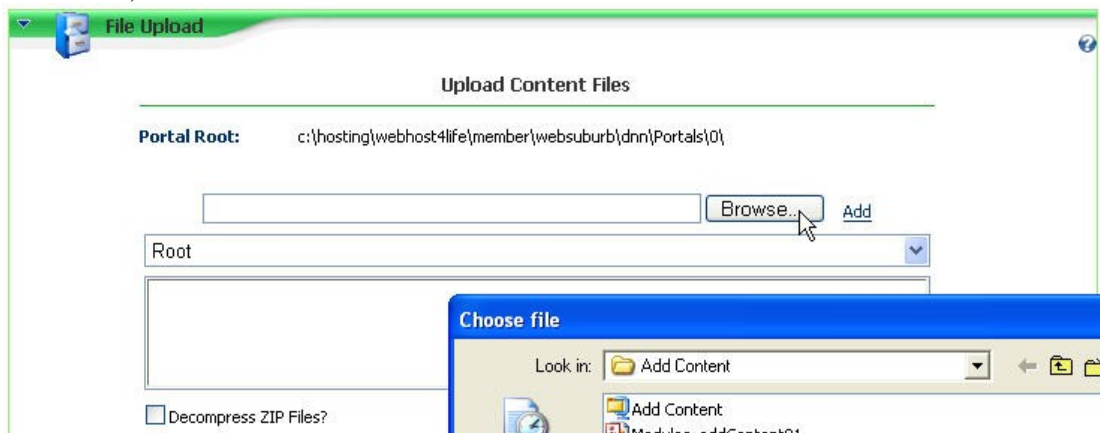 File Upload
Upload Content Files
Portal Root: c:\hosting\webhost4life\member\websuburb\dnn\Portals\0\
Browse... Add
Root
Choose file
Look in: Add Content
Add Content
Decompress ZIP Files?